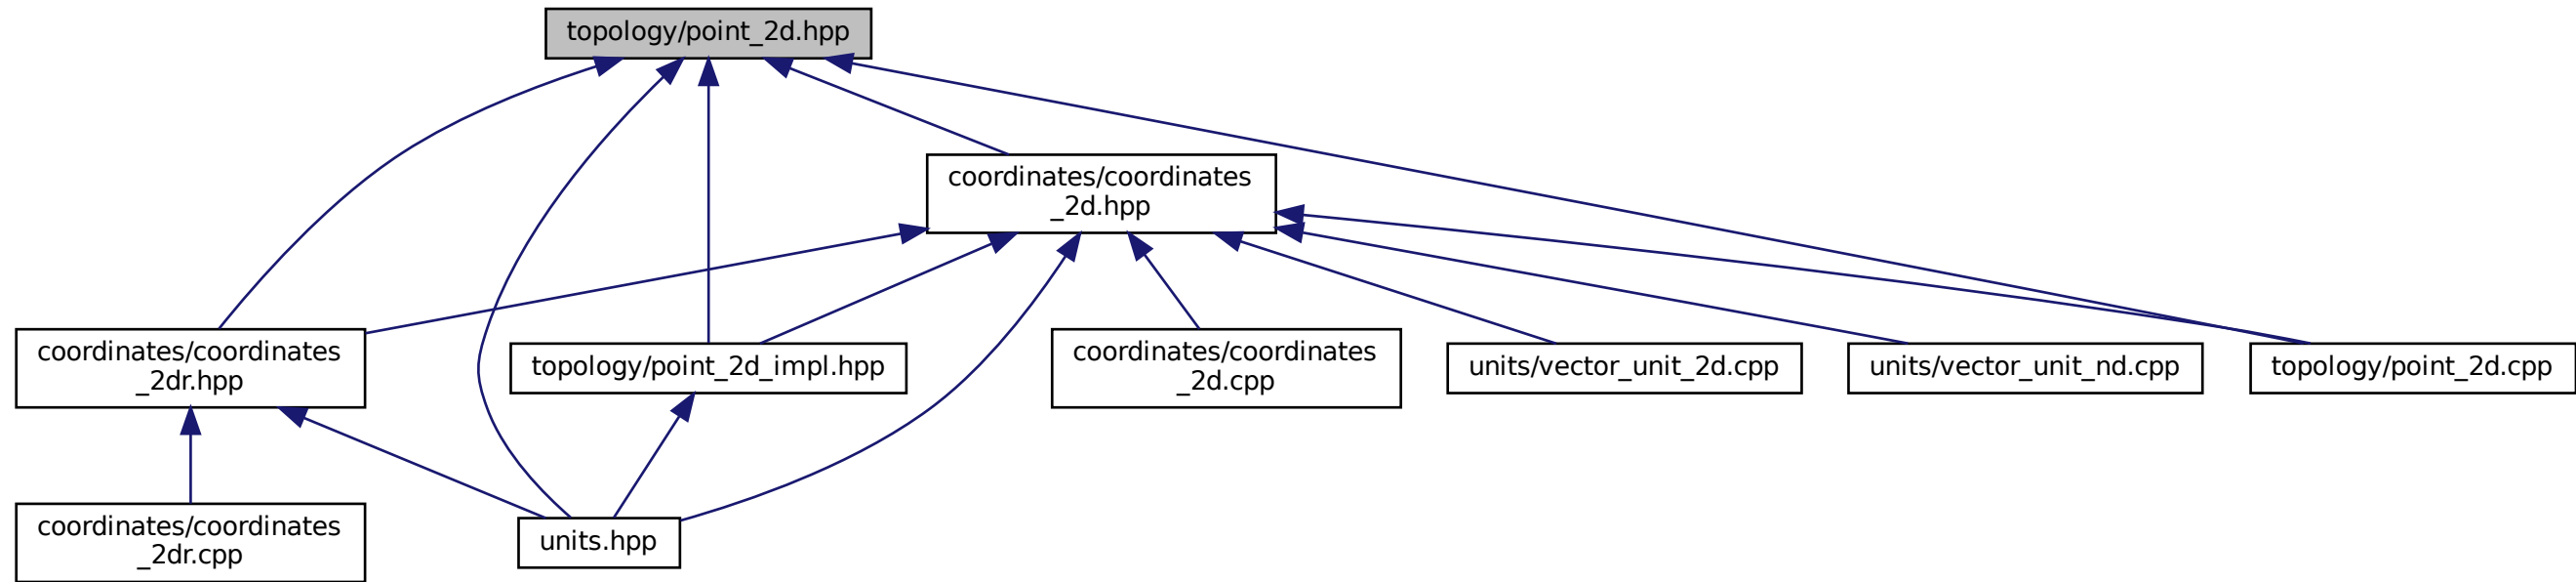 topology/point_2d.hpp
coordinates/coordinates
_2d.hpp
coordinates/coordinates
_2dr.hpp
topology/point_2d_impl.hpp
coordinates/coordinates
_2d.cpp
units/vector_unit_2d.cpp
units/vector_unit_nd.cpp
topology/point_2d.cpp
coordinates/coordinates
_2dr.cpp
units.hpp